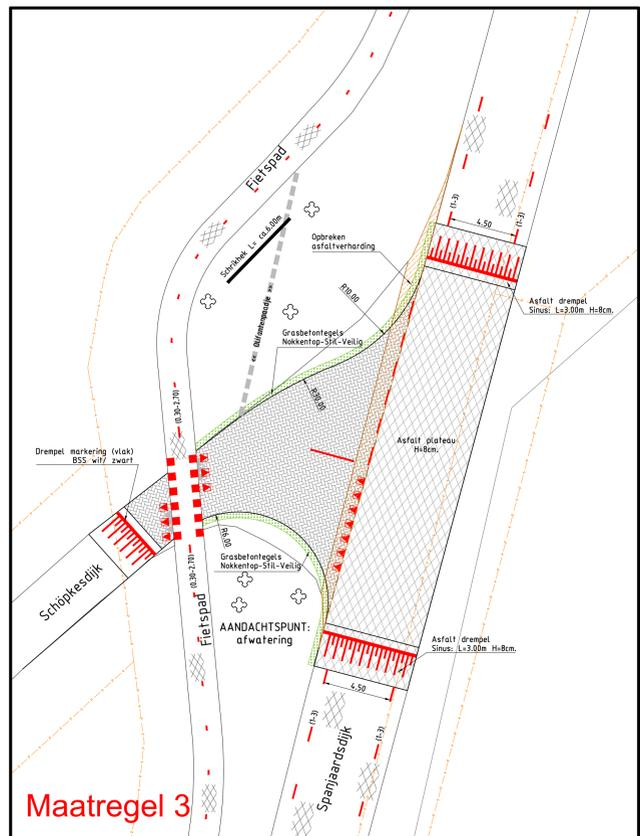 Fietspad
Schrikhek L= ca.6.00m
<< Olifantenpaadje >>
Opbreken
asfaltverharding
R10.00
Grasbetontegels
Nokkentop-Stil-Veilig
R30.00
(1-3)
4.50
(1-3)
Asfalt drempel
Sinus: L=3.00m H=8cm.
Asfalt plateau
H=8cm.
(0.30-2.70)
Drempel markering (vlak)
BSS wit/ zwart
Schöpkesdijk
R6.00
Grasbetontegels
Nokkentop-Stil-Veilig
(0.30-2.70)
Fietspad
AANDACHTSPUNT:
afwatering
Asfalt drempel
Sinus: L=3.00m H=8cm.
4.50
(1-3)
(1-3)
Spanjaardsdijk
Maatregel 3